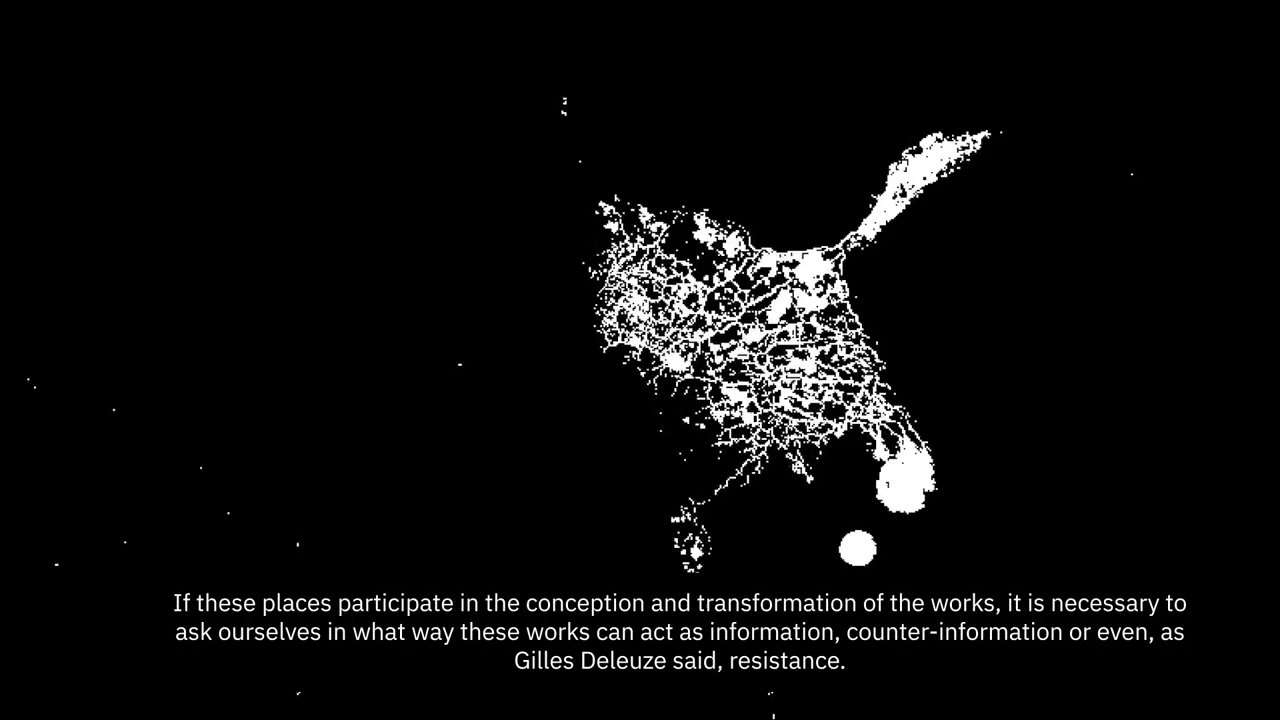 If these places participate in the conception and transformation of the works, it is necessary to
ask ourselves in what way these works can act as information, counter-information or even, as
Gilles Deleuze said, resistance.